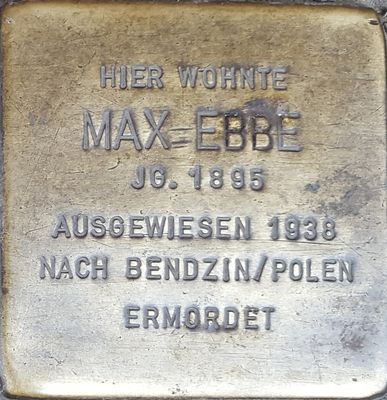 HIER WOHNTE
MAX EBBE
JG. 1895
AUSGEWIESEN 1938
NACH BENDZIN/POLEN
ERMORDET